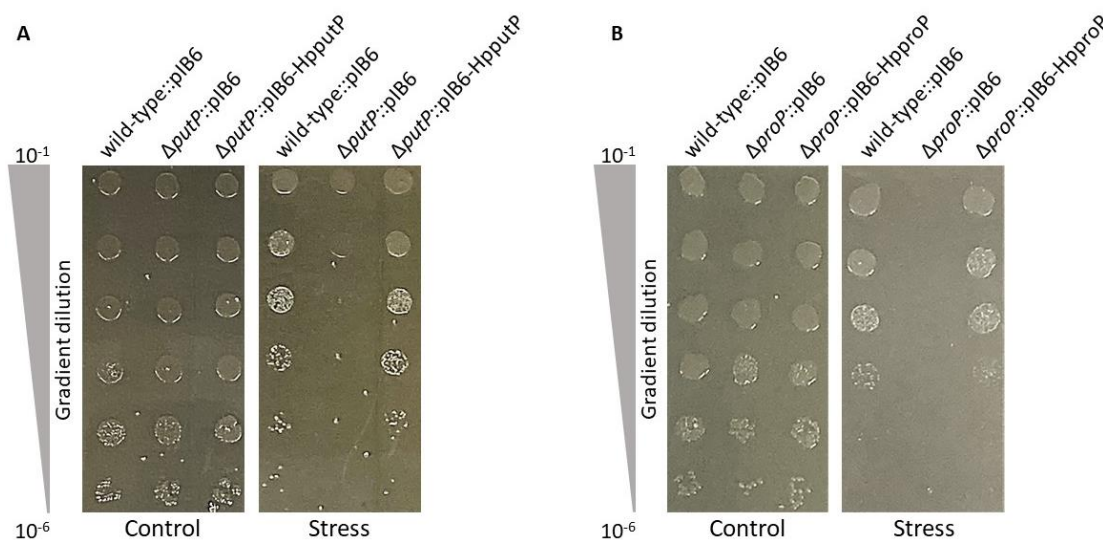 A
wild-type::pIB6
ΔputP::pIB6
ΔputP::pIB6-HpputP
wild-type::pIB6
ΔputP::pIB6
ΔputP::pIB6-HpputP
10-1
Gradient dilution
10-6
Control
Stress
B
wild-type::pIB6
ΔproP::pIB6
ΔproP::pIB6-HpproP
wild-type::pIB6
ΔproP::pIB6
ΔproP::pIB6-HpproP
10-1
Gradient dilution
10-6
Control
Stress